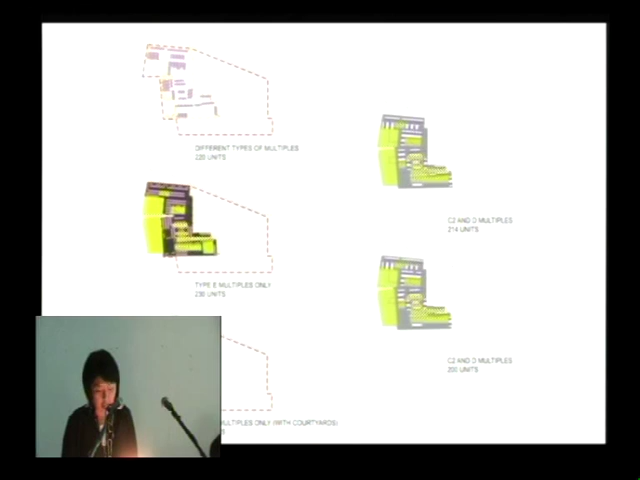 DIFFERENT TYPES OF MULTIPLES
220 UNITS
C2 AND D MULTIPLES
214 UNITS
TYPE E MULTIPLES ONLY
230 UNITS
C2 AND D MULTIPLES
200 UNITS
MULTIPLES ONLY (WITH COURTYARDS)